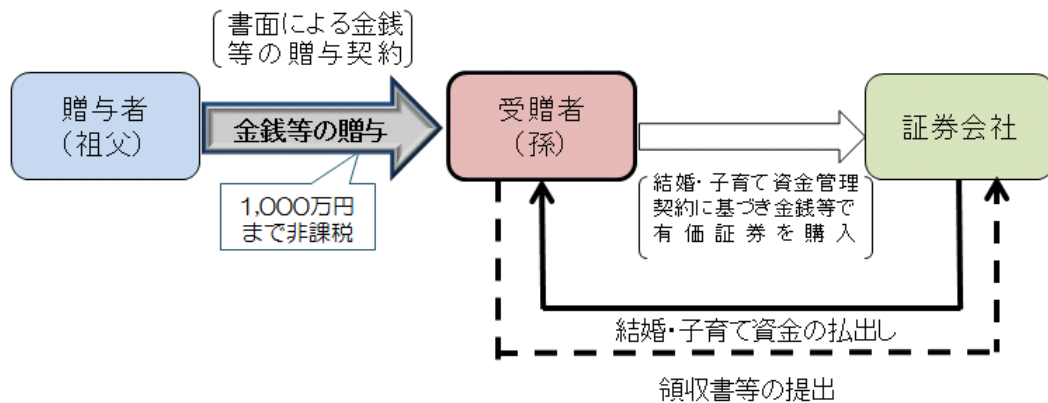 書面による金銭
等の贈与契約
贈与者
(祖父)
金銭等の贈与
1,000万円
まで非課税
受贈者
(孫)
証券会社
結婚・子育て資金管理
契約に基づき金銭等で
有価証券を購入
結婚・子育て資金の払出し
領収書等の提出